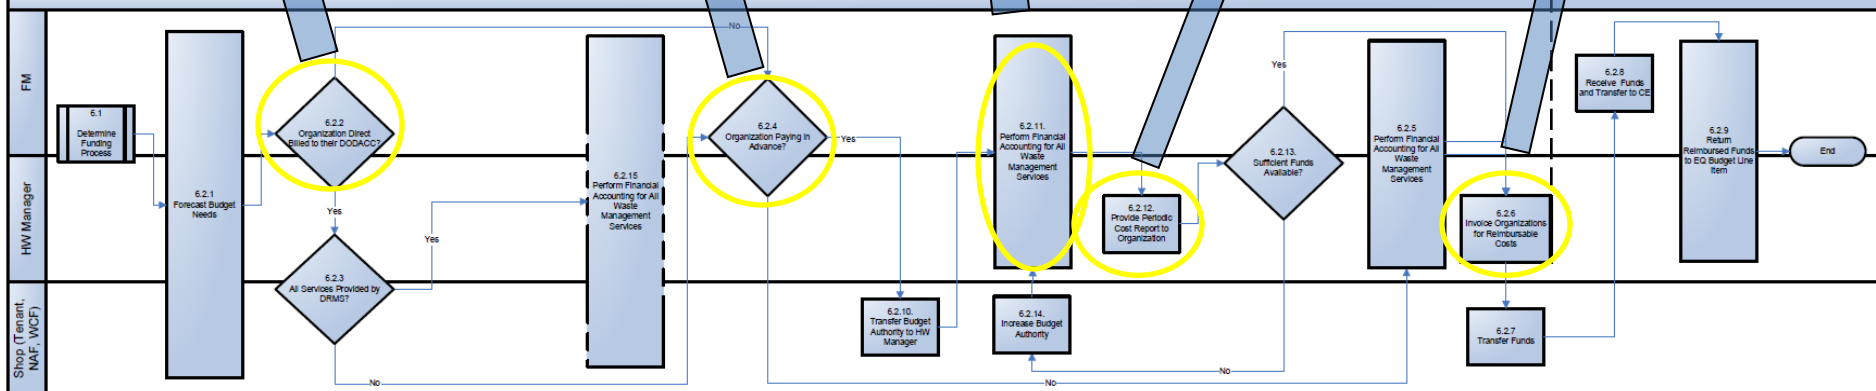 FM
HW Manager
Shop (Tenant,
NAF, WCF)
6.1
Determine
Funding
Process
6.2.1
Forecast Budget
Needs
6.2.2
Organization Direct
Billed to their DODACC?
Yes
No
6.2.3
All Services Provided by
DRMS?
Yes
No
6.2.15
Perform Financial
Accounting for All
Waste
Management
Services
6.2.4
Organization Paying in
Advance?
Yes
No
6.2.10.
Transfer Budget
Authority to HW
Manager
6.2.11.
Perform Financial
Accounting for All
Waste
Management
Services
6.2.14.
Increase Budget
Authority
6.2.12.
Provide Periodic
Cost Report to
Organization
6.2.13.
Sufficient Funds
Available?
Yes
No
6.2.5
Perform Financial
Accounting for All
Waste
Management
Services
6.2.6
Invoice Organizations
for Reimbursable
Costs
6.2.7
Transfer Funds
6.2.8
Receive Funds
and Transfer to CE
6.2.9
Return
Reimbursed Funds
to EQ Budget Line
Item
End